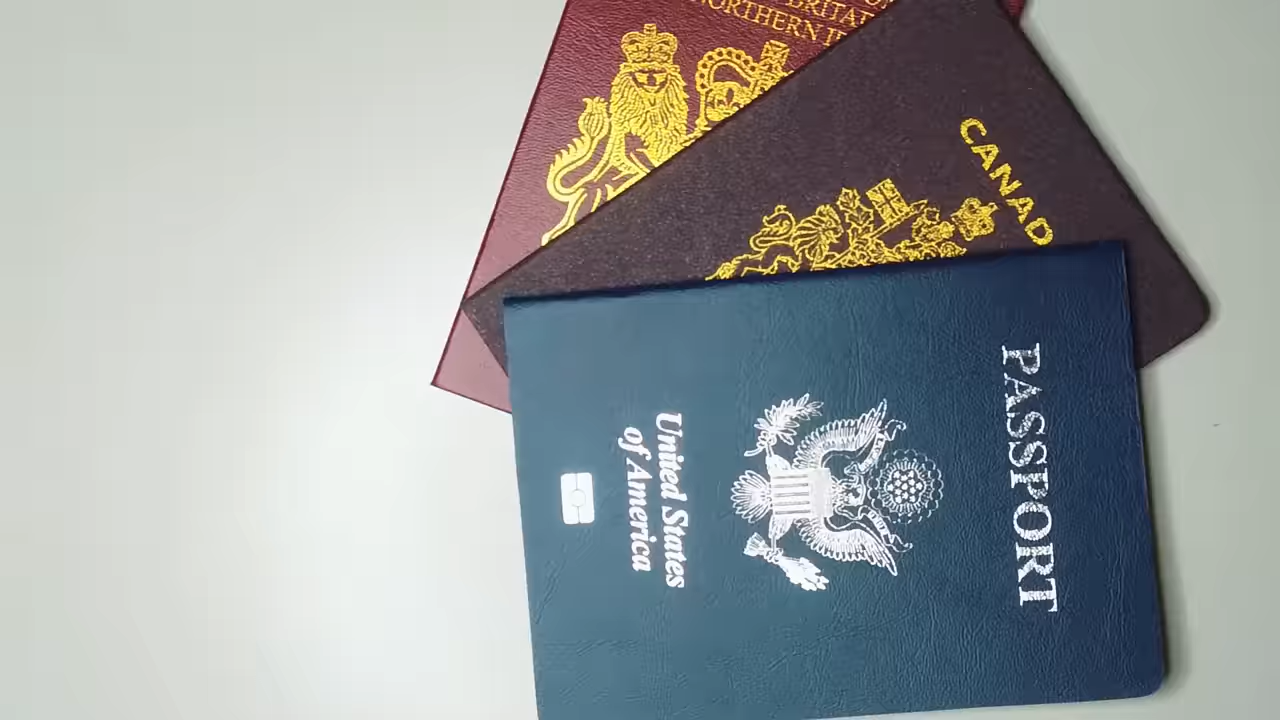 BRITAI
NORTHERN I
CANAD
PASSPORT
United States
of America